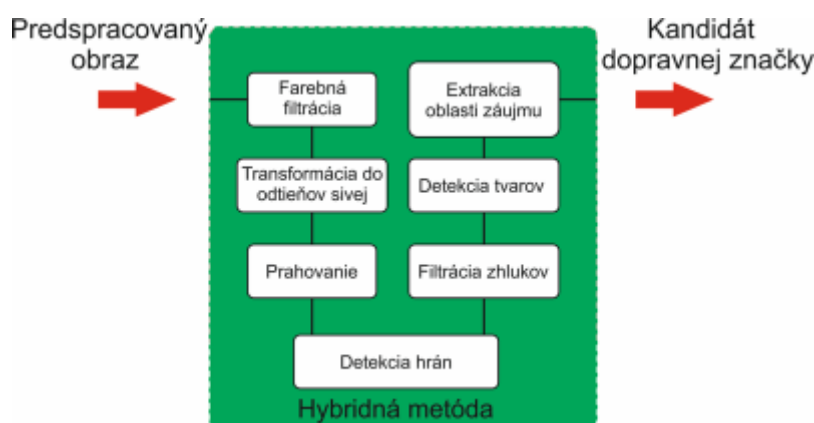 Predspracovaný
obraz
Kandidát
dopravnej značky
Farebná
filtrácia
Transformácia do
odtieňov sivej
Prahovanie
Detekcia hrán
Filtrácia zhlukov
Detekcia tvarov
Extrakcia
oblasti záujmu
Hybridná metóda